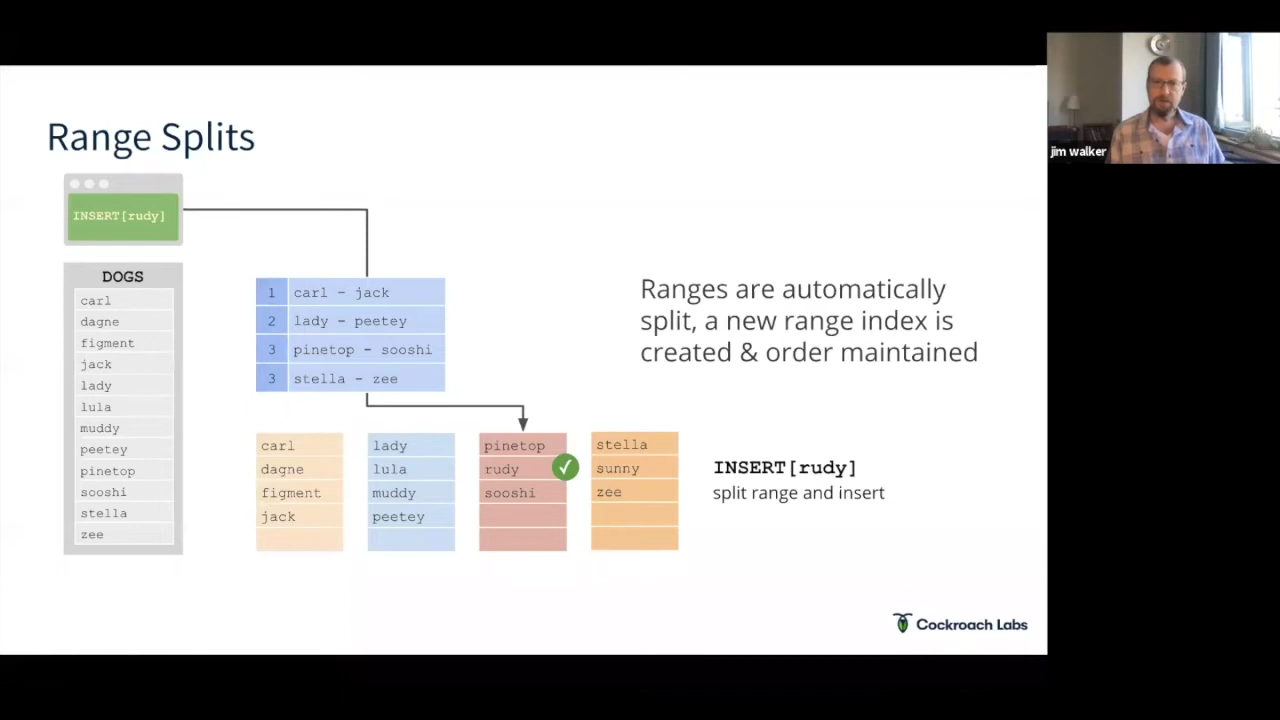 Range Splits
INSERT[rudy]
DOGS
carl
dagne
figment
jack
lady
lula
muddy
peetey
pinetop
sooshi
stella
zee
1 carl - jack
2 lady - peetey
3 pinetop - sooshi
3 stella - zee
carl
dagne
figment
jack
lady
lula
muddy
peetey
pinetop
rudy
sooshi
stella
sunny
zee
Ranges are automatically
split, a new range index is
created & order maintained
INSERT[rudy]
split range and insert
Cockroach Labs
jim walker